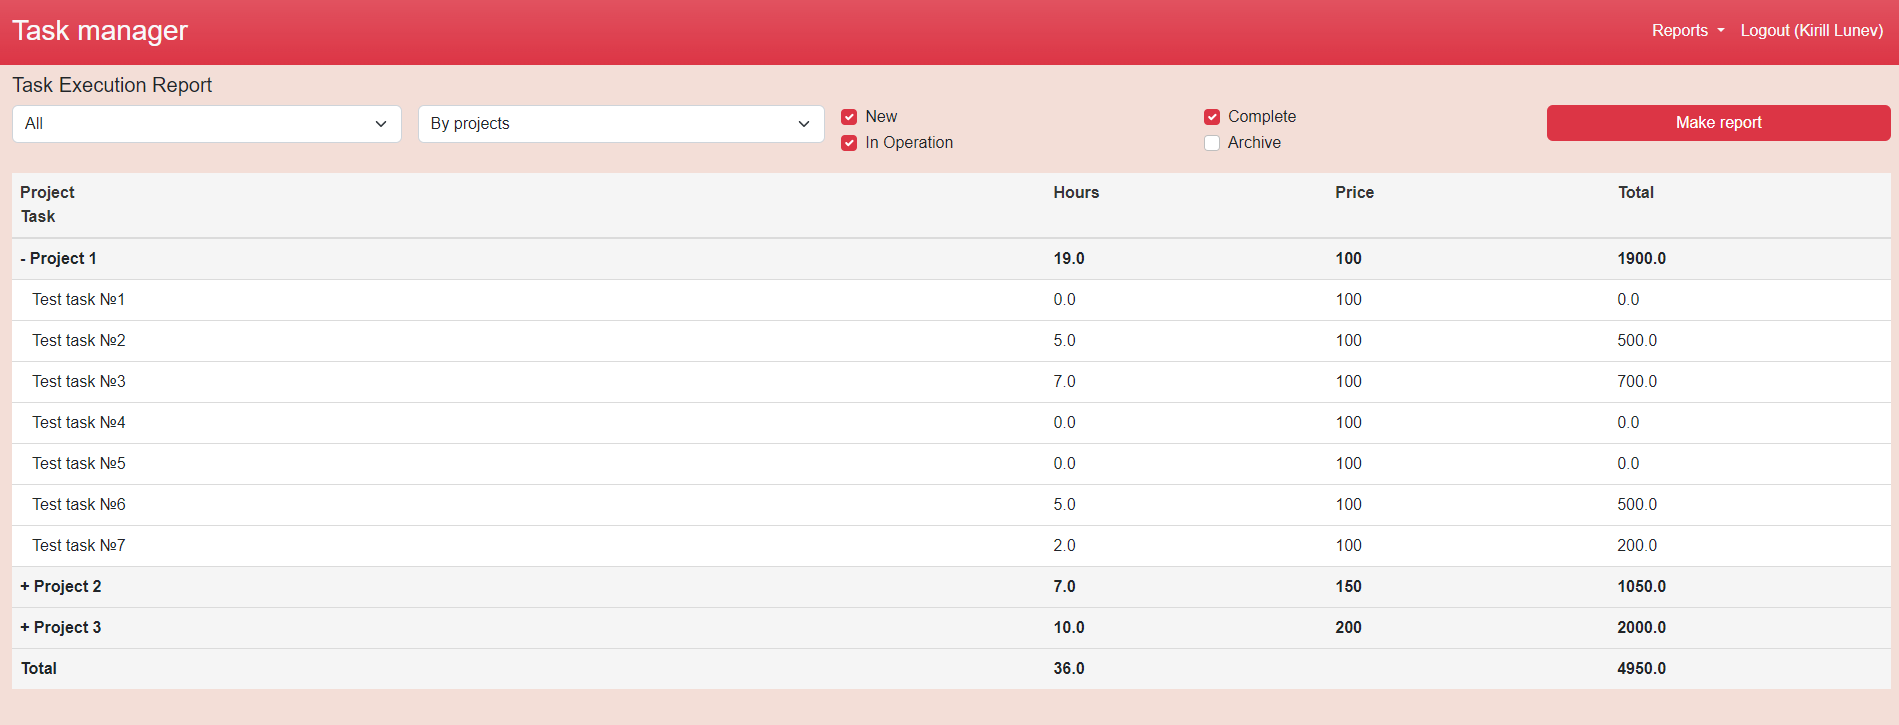 Task manager
Reports
Logout (Kirill Lunev)
Task Execution Report
All
By projects
New
In Operation
Complete
Archive
Make report
Project Hours Price Total
Task
- Project 1 19.0 100 1900.0
Test task №1 0.0 100 0.0
Test task №2 5.0 100 500.0
Test task №3 7.0 100 700.0
Test task №4 0.0 100 0.0
Test task №5 0.0 100 0.0
Test task №6 5.0 100 500.0
Test task №7 2.0 100 200.0
+ Project 2 7.0 150 1050.0
+ Project 3 10.0 200 2000.0
Total 36.0 4950.0